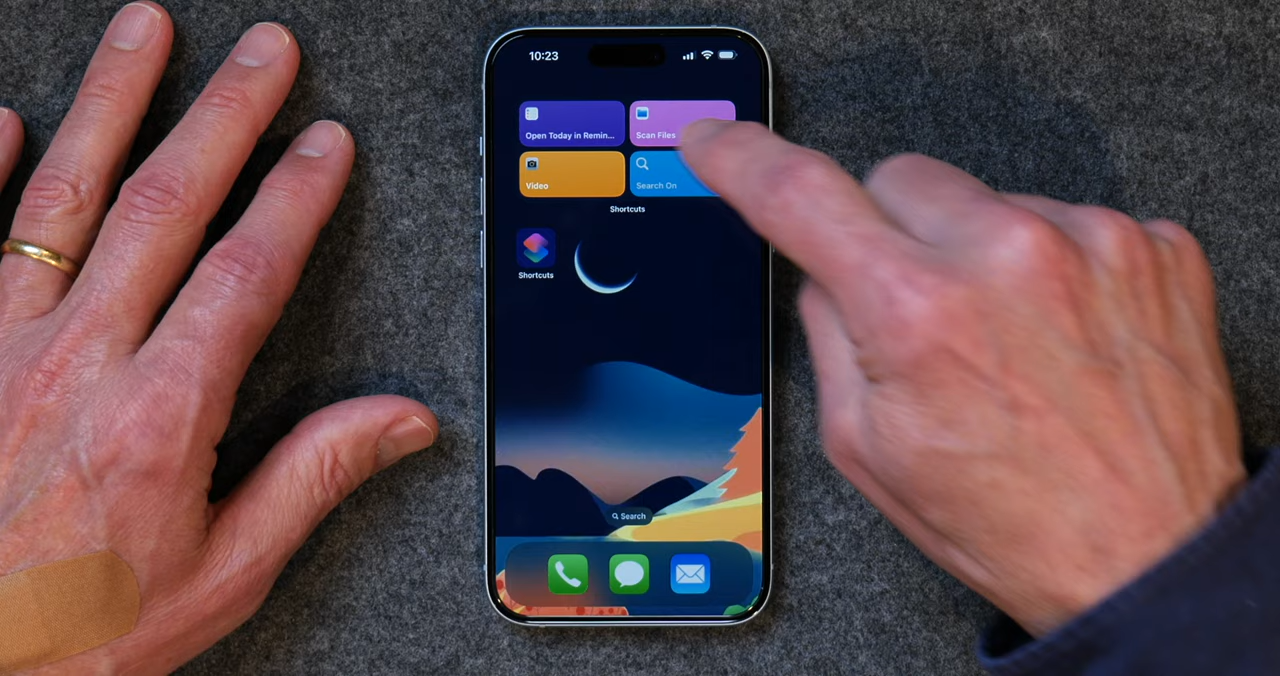 10:23
Open Today in Remin...
Scan Files
Video
Search On
Shortcuts
Shortcuts
Search